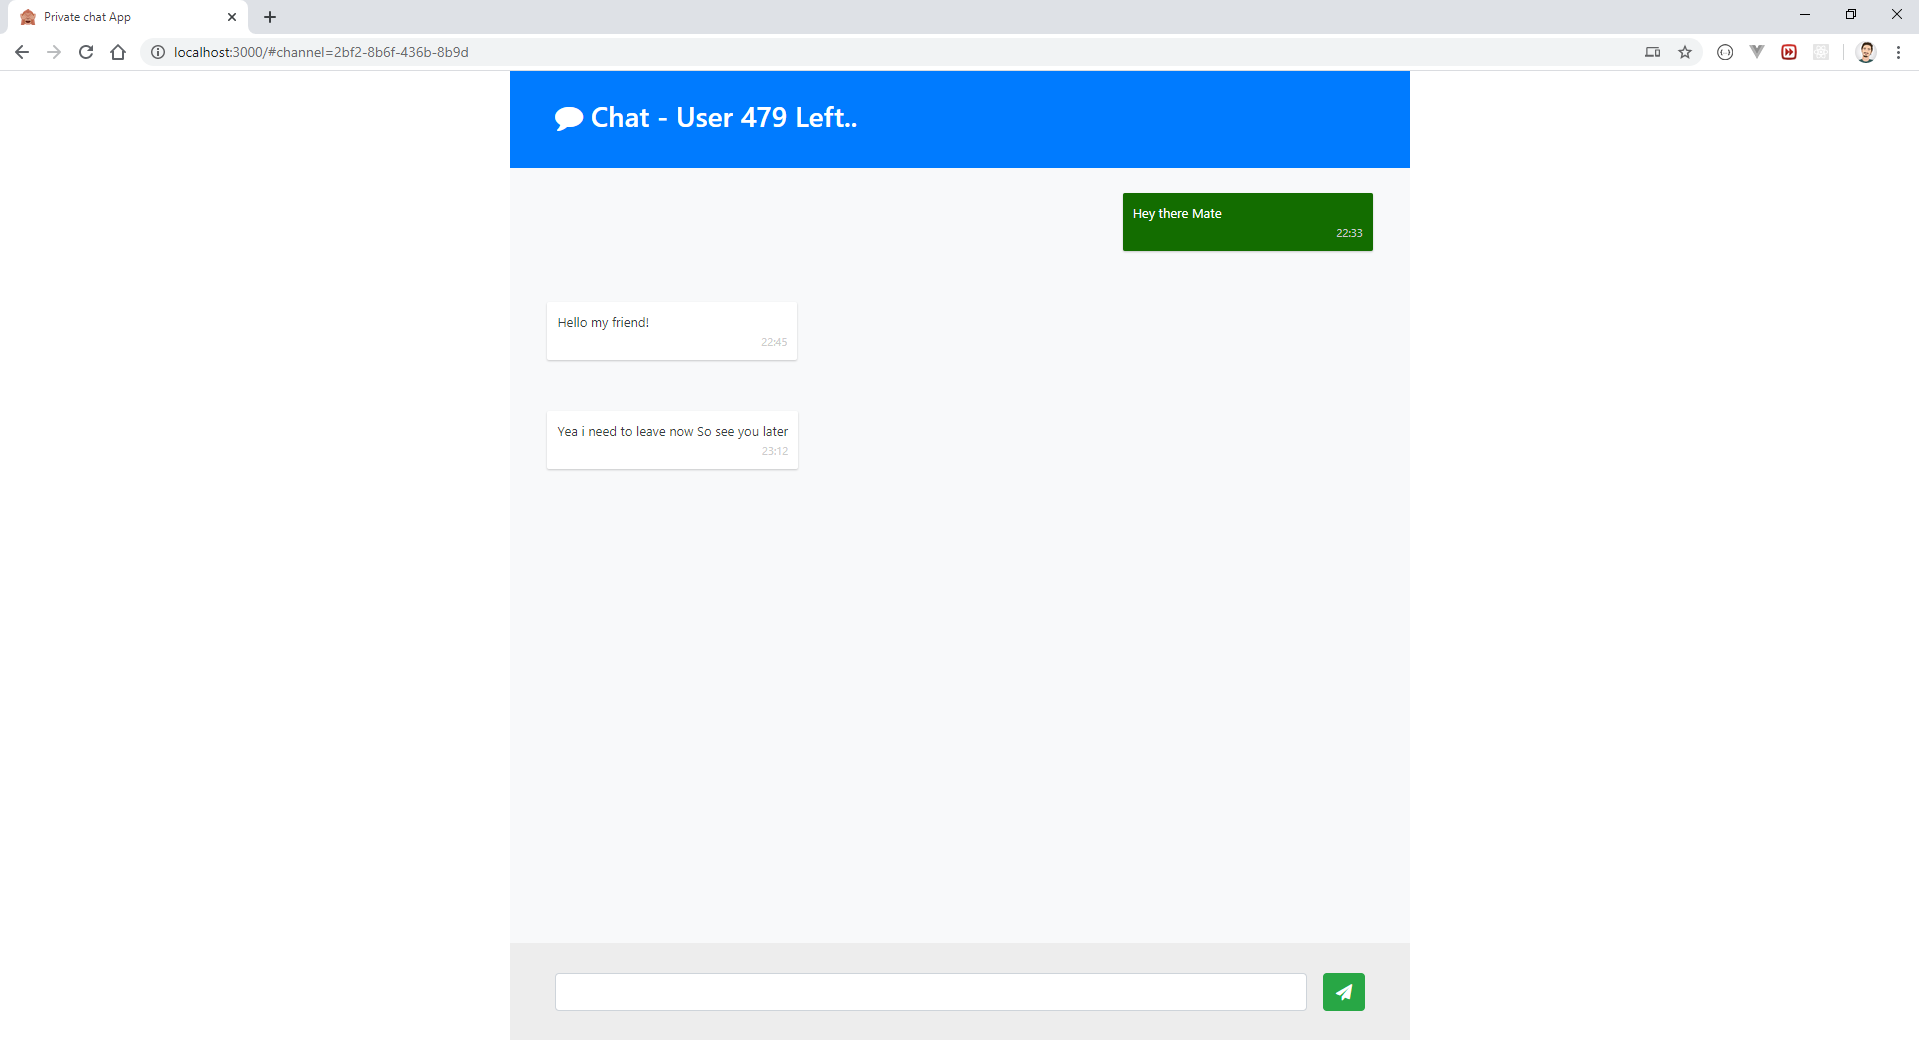 Private chat App
localhost:3000/#channel=2bf2-8b6f-436b-8b9d
Chat - User 479 Left..
Hey there Mate
22:33
Hello my friend!
22:45
Yea i need to leave now So see you later
23:12